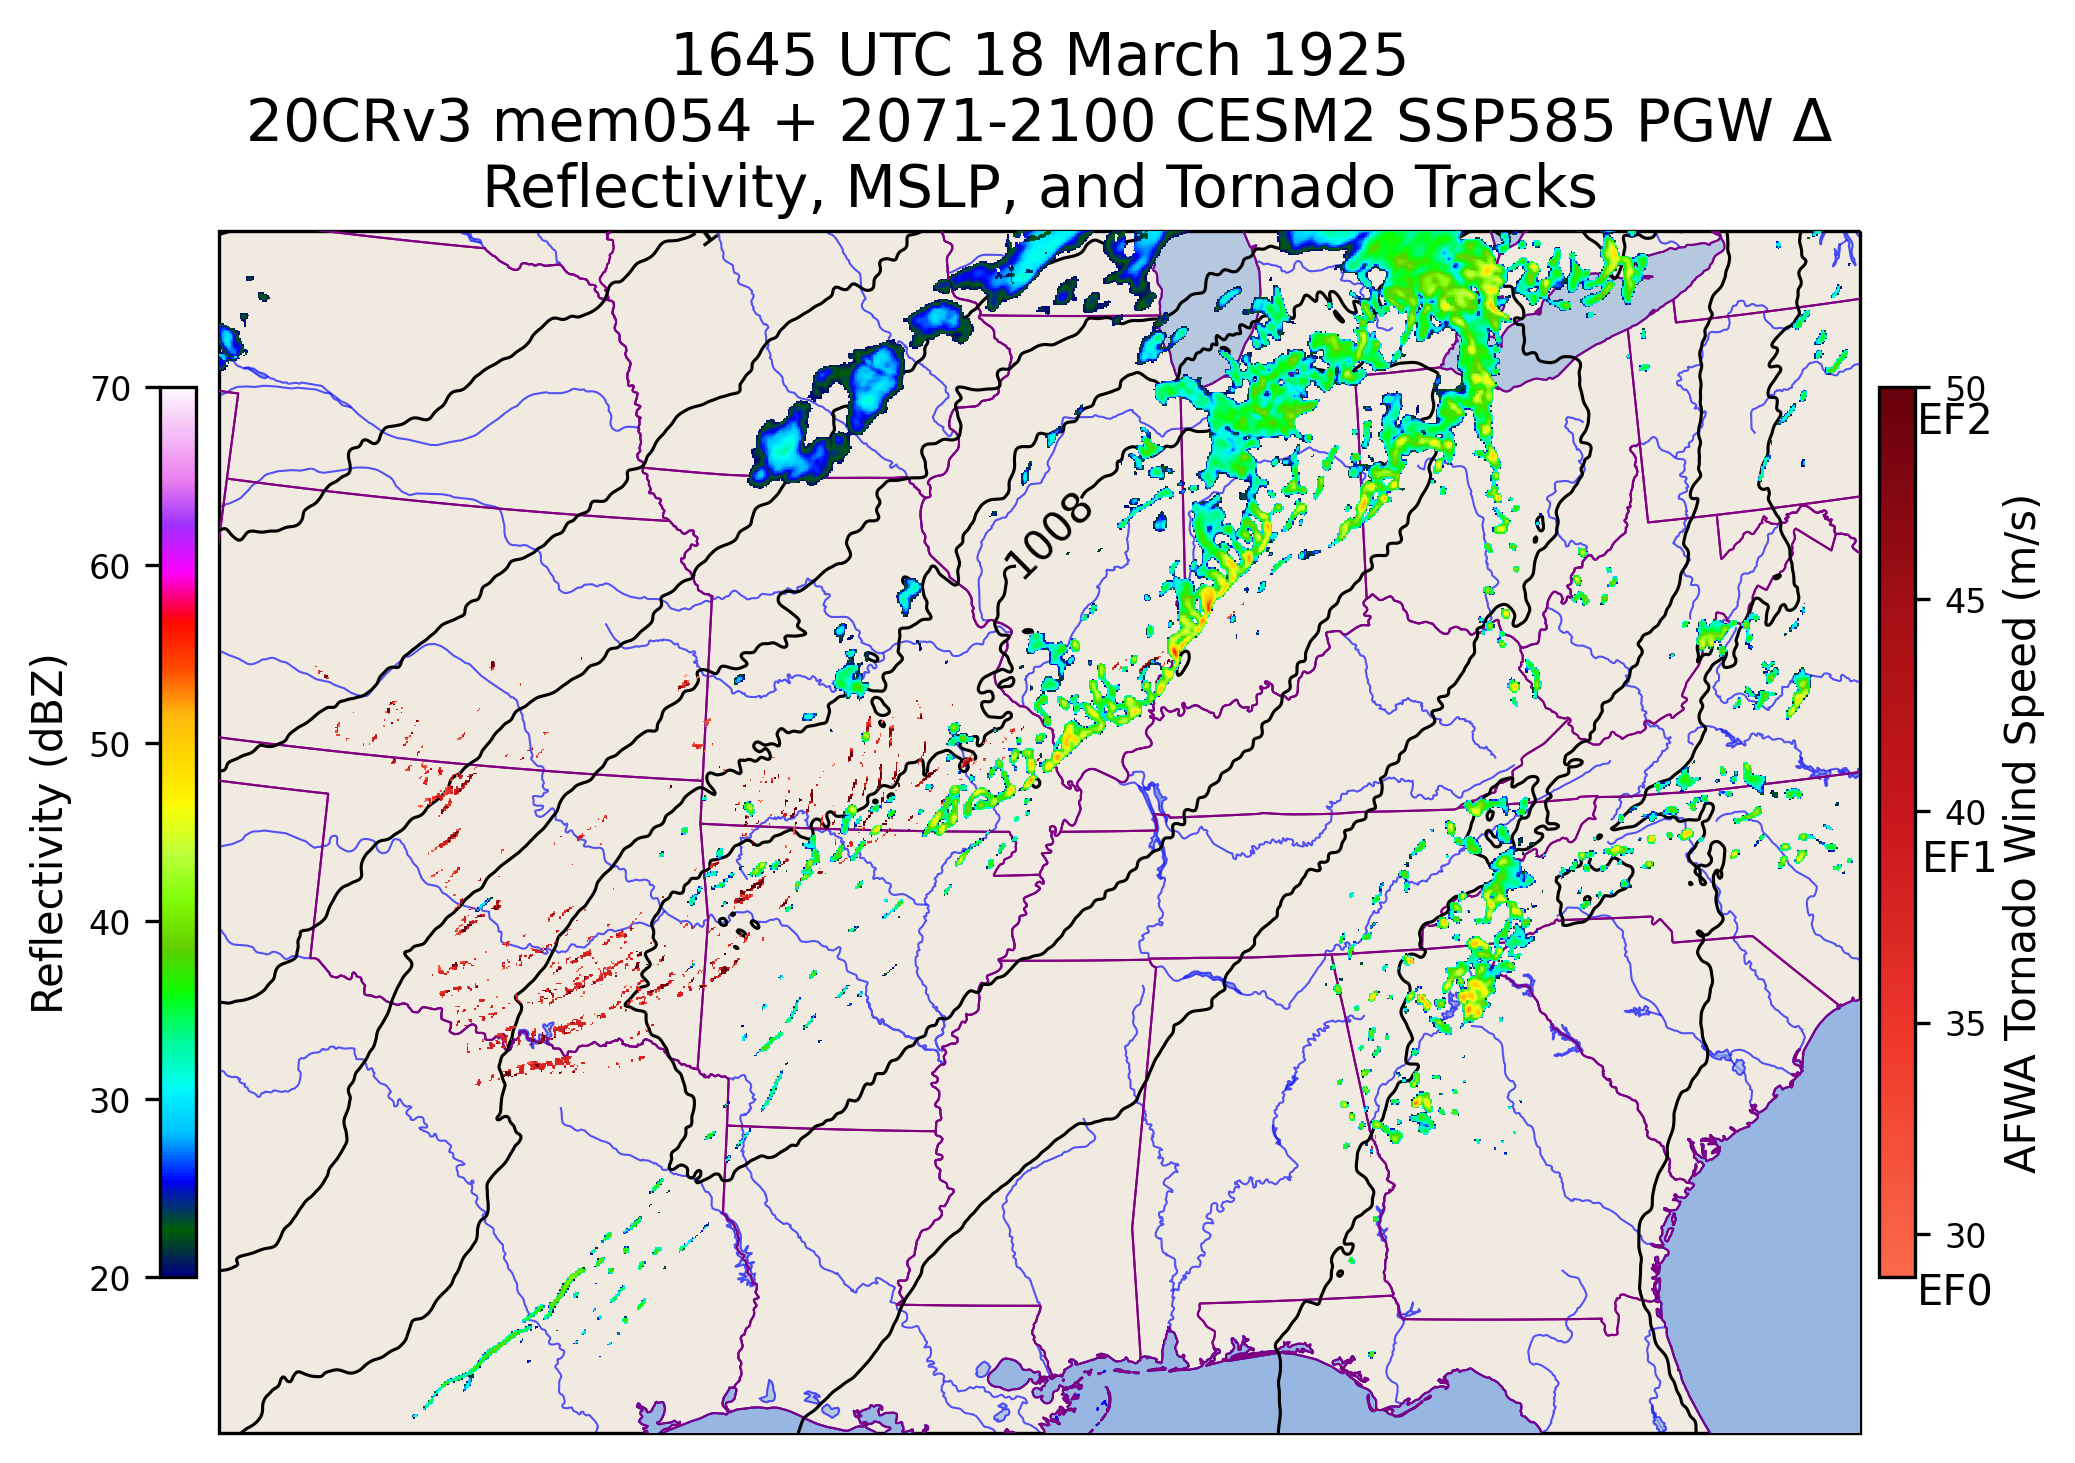 1645 UTC 18 March 1925
20CRv3 mem054 + 2071-2100 CESM2 SSP585 PGW Δ
Reflectivity, MSLP, and Tornado Tracks
70
60
50
40
30
20
Reflectivity (dBZ)
1008
50
EF2
45
40
EF1
35
30
EF0
AFWA Tornado Wind Speed (m/s)